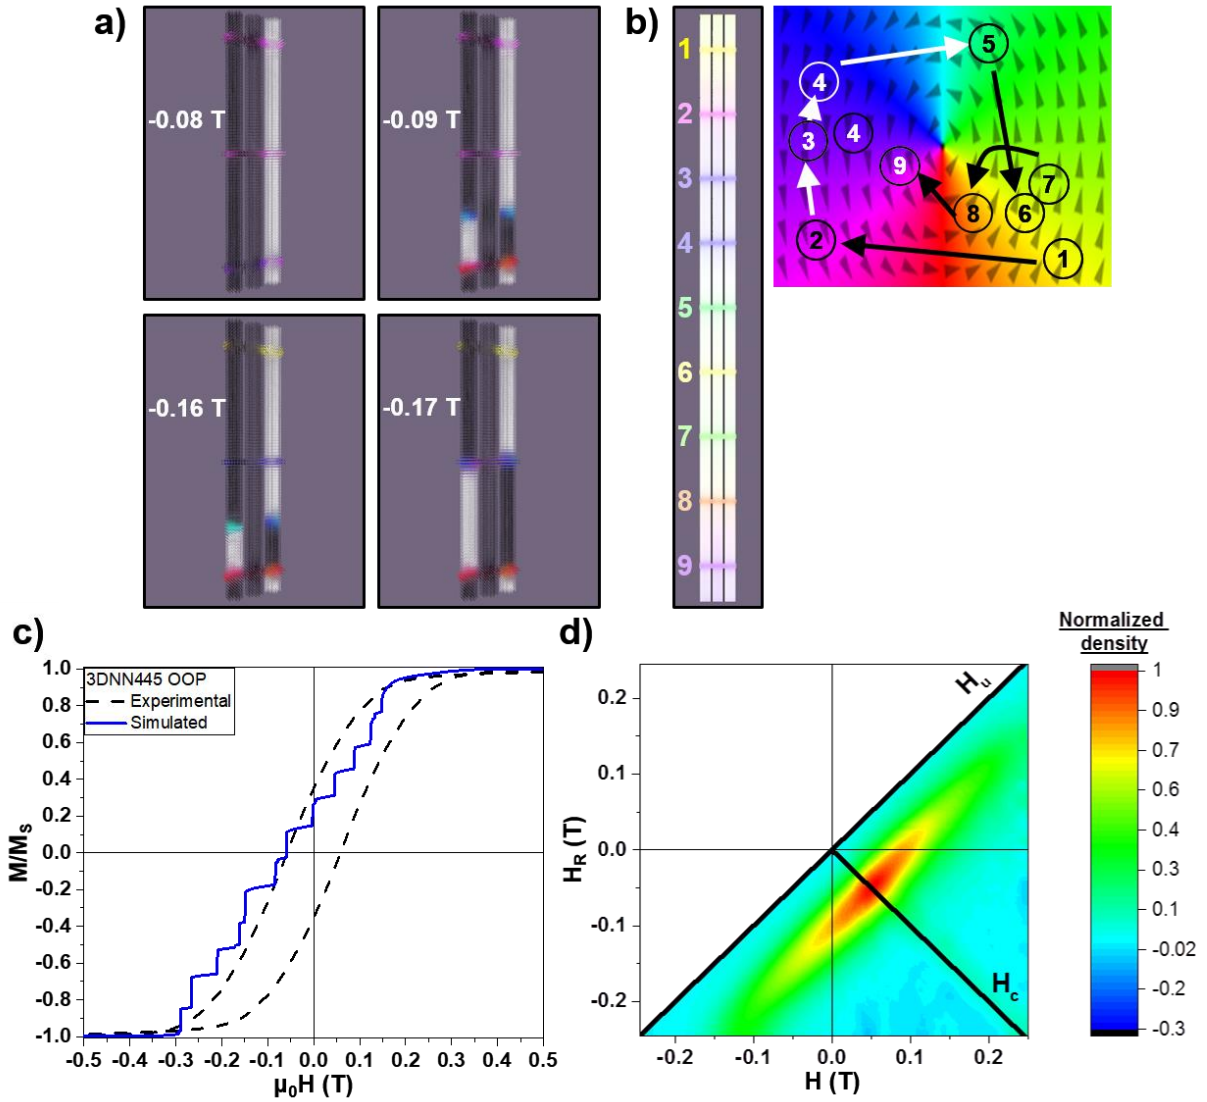 a)
-0.08 T
-0.09 T
-0.16 T
-0.17 T
b)
1
2
3
4
5
6
7
8
9
5
4
3
4
9
7
8
6
2
1
c)
3DNN445 OOP
Experimental
Simulated
1.0
0.8
0.6
0.4
0.2
0.0
-0.2
-0.4
-0.6
-0.8
-1.0
M/MS
-0.5 -0.4 -0.3 -0.2 -0.1 0.0 0.1 0.2 0.3 0.4 0.5
µ0H (T)
d)
Hu
Hc
0.2
0.1
0.0
-0.1
-0.2
HR (T)
-0.2 -0.1 0.0 0.1 0.2
H (T)
Normalized
density
1
0.9
0.7
0.6
0.4
0.3
0.1
-0.02
-0.2
-0.3